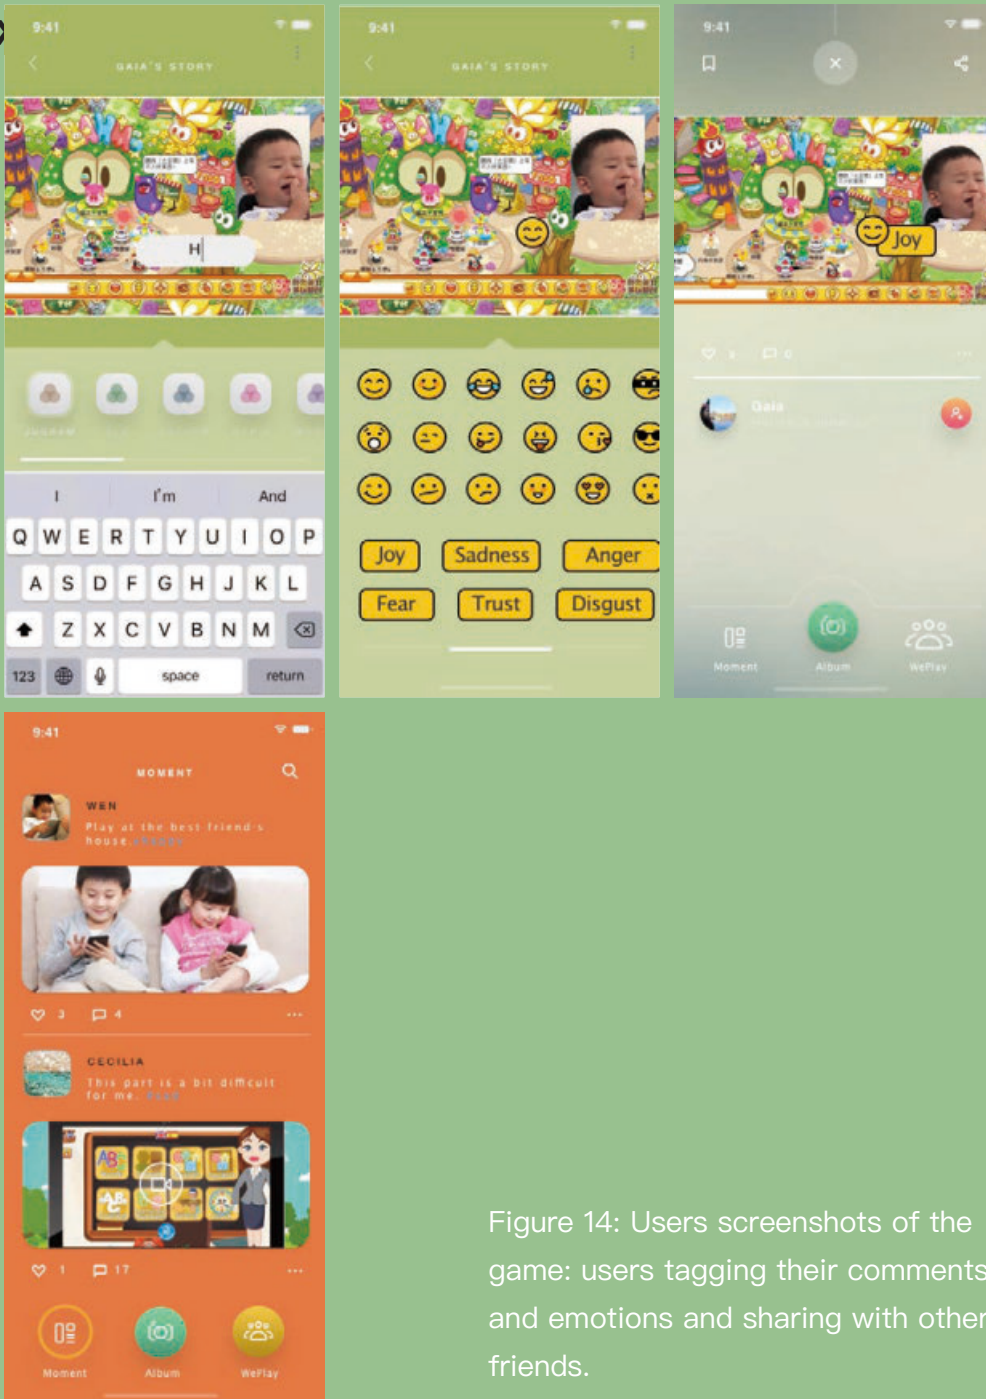 9:41
GAIA'S STORY
H
I I'm And
Q W E R T Y U I O P
A S D F G H J K L
Z X C V B N M
123 space return
9:41
GAIA'S STORY
Joy Sadness Anger
Fear Trust Disgust
9:41
Joy
Gaia
Moment Album WePlay
9:41
MOMENT
WEN
Play at the best friend's
house.
3 4
CECILIA
This part is a bit difficult
for me.
1 17
Moment Album WePlay
Figure 14: Users screenshots of the
game: users tagging their comments
and emotions and sharing with other
friends.